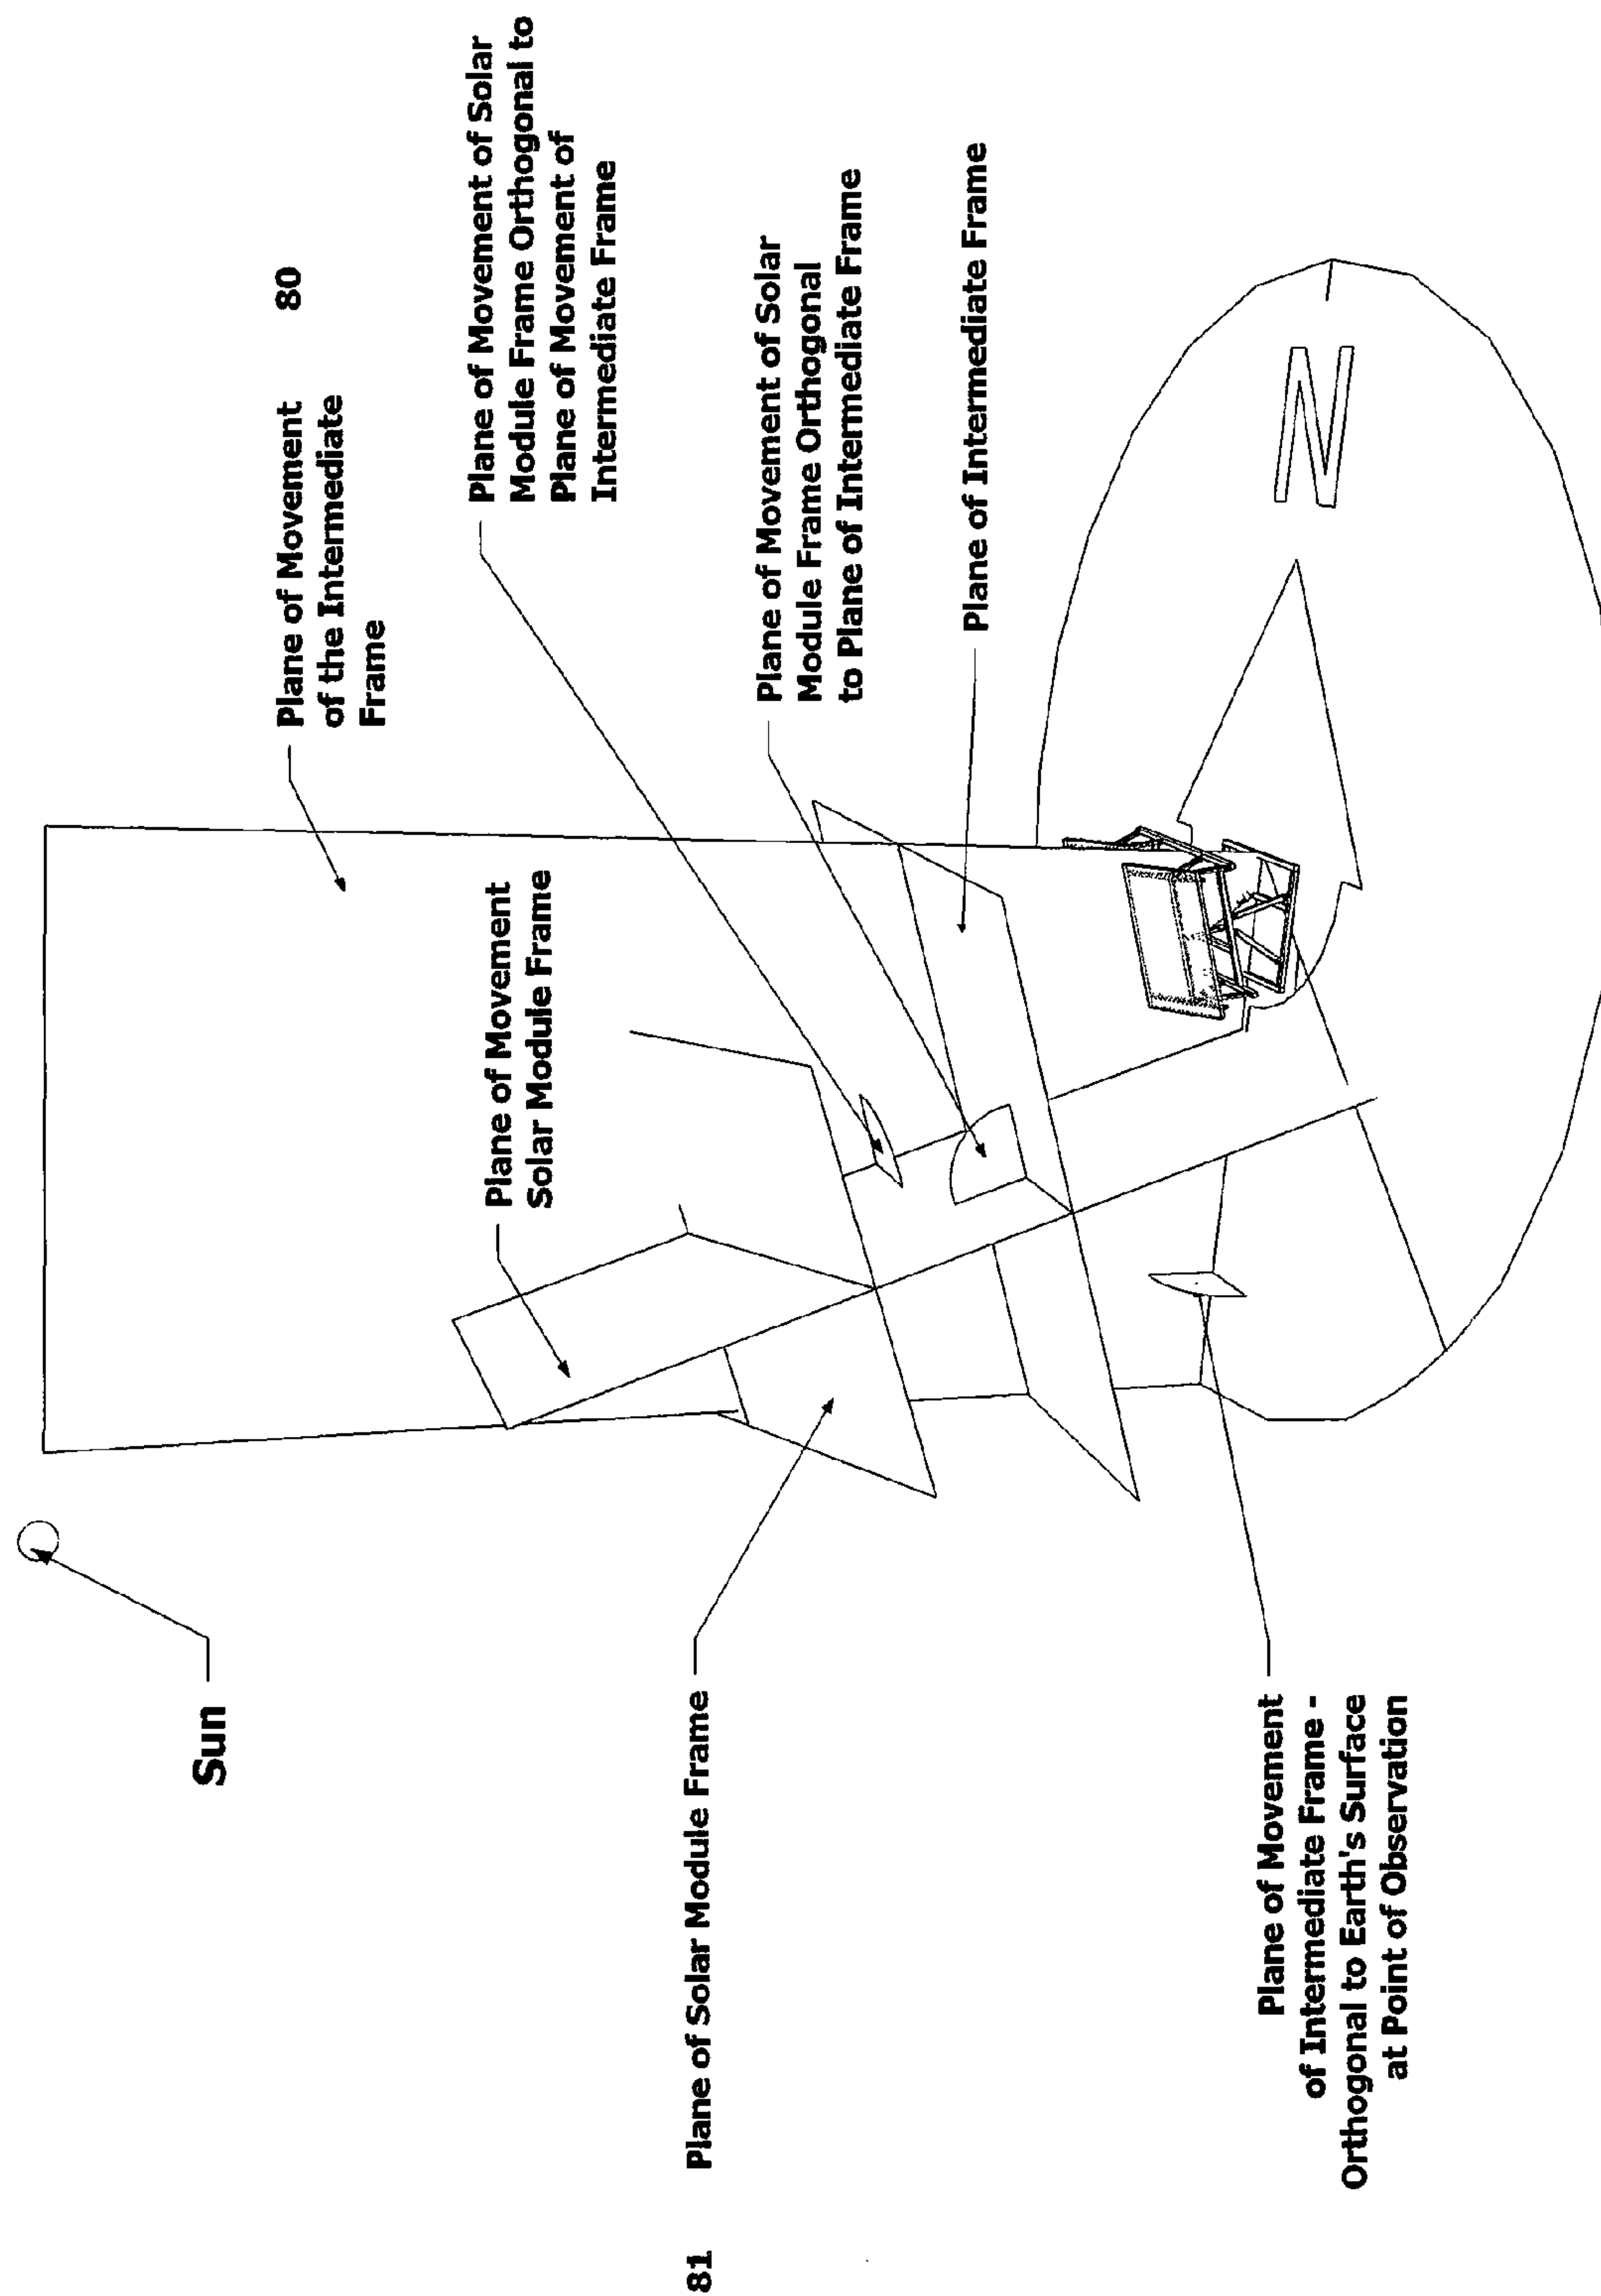 Sun
Plane of Movement
of the Intermediate
Frame
80
Plane of Movement
Solar Module Frame
Plane of Movement of Solar
Module Frame Orthogonal to
Plane of Movement of
Intermediate Frame
81
Plane of Solar Module Frame
Plane of Movement of Solar
Module Frame Orthogonal
to Plane of Intermediate Frame
Plane of Intermediate Frame
N
Plane of Movement
of Intermediate Frame -
Orthogonal to Earth's Surface
at Point of Observation